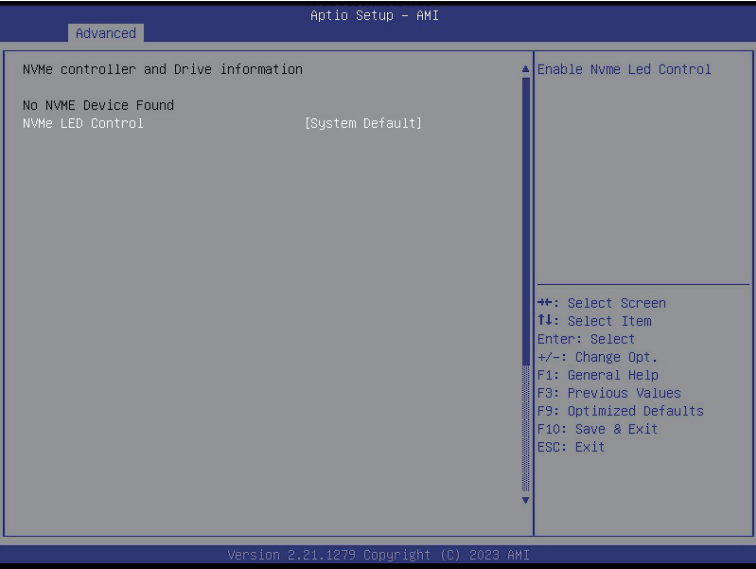 Aptio Setup – AMI
Advanced
NVMe controller and Drive information
No NVME Device Found
NVMe LED Control [System Default]
Enable Nvme Led Control
→←: Select Screen
↑↓: Select Item
Enter: Select
+/-: Change Opt.
F1: General Help
F3: Previous Values
F9: Optimized Defaults
F10: Save & Exit
ESC: Exit
Version 2.21.1279 Copyright (C) 2023 AMI